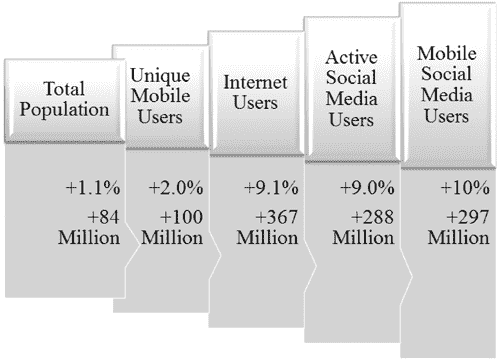 Total
Population
+1.1%
+84
Million
Unique
Mobile
Users
+2.0%
+100
Million
Internet
Users
+9.1%
+367
Million
Active
Social
Media
Users
+9.0%
+288
Million
Mobile
Social
Media
Users
+10%
+297
Million